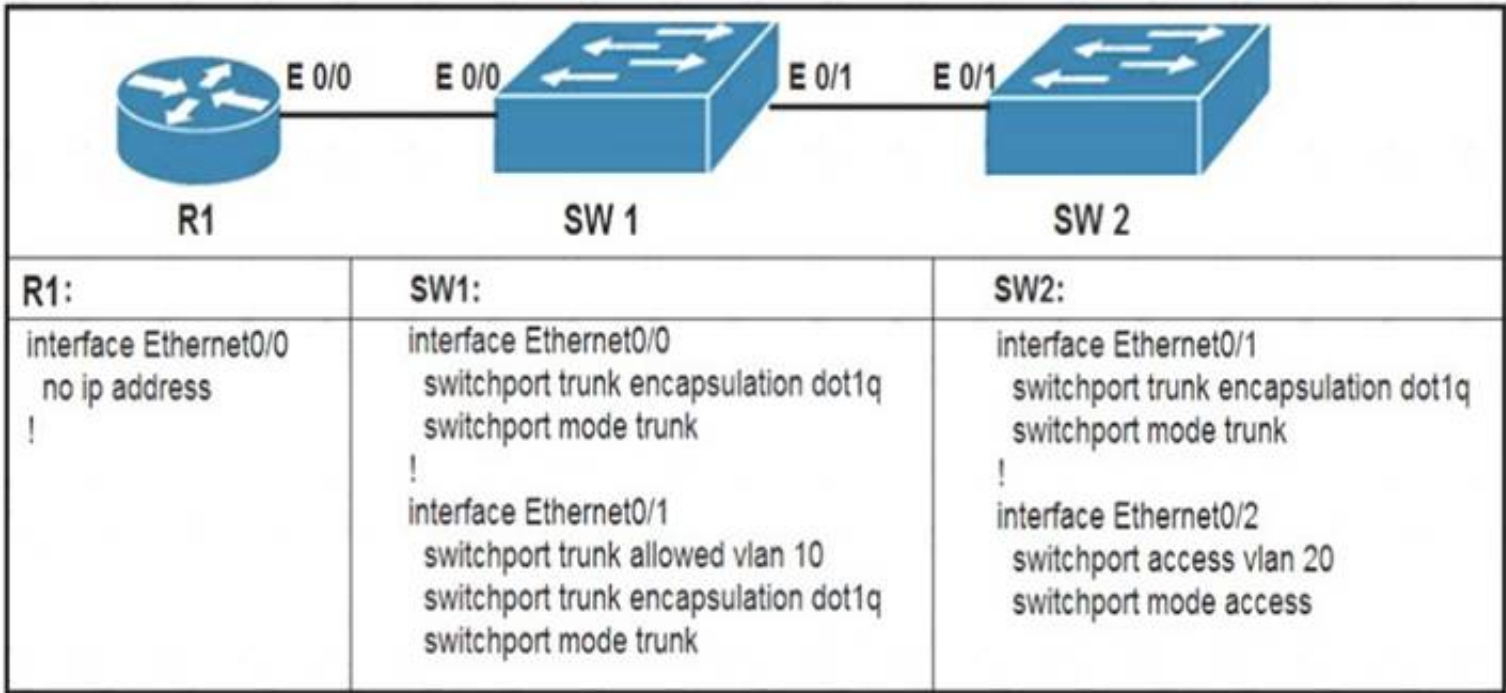 E 0/0
E 0/0
E 0/1
E 0/1
R1
SW 1
SW 2
R1:
interface Ethernet0/0
no ip address
!
SW1:
interface Ethernet0/0
switchport trunk encapsulation dot1q
switchport mode trunk
!
interface Ethernet0/1
switchport trunk allowed vlan 10
switchport trunk encapsulation dot1q
switchport mode trunk
SW2:
interface Ethernet0/1
switchport trunk encapsulation dot1q
switchport mode trunk
!
interface Ethernet0/2
switchport access vlan 20
switchport mode access